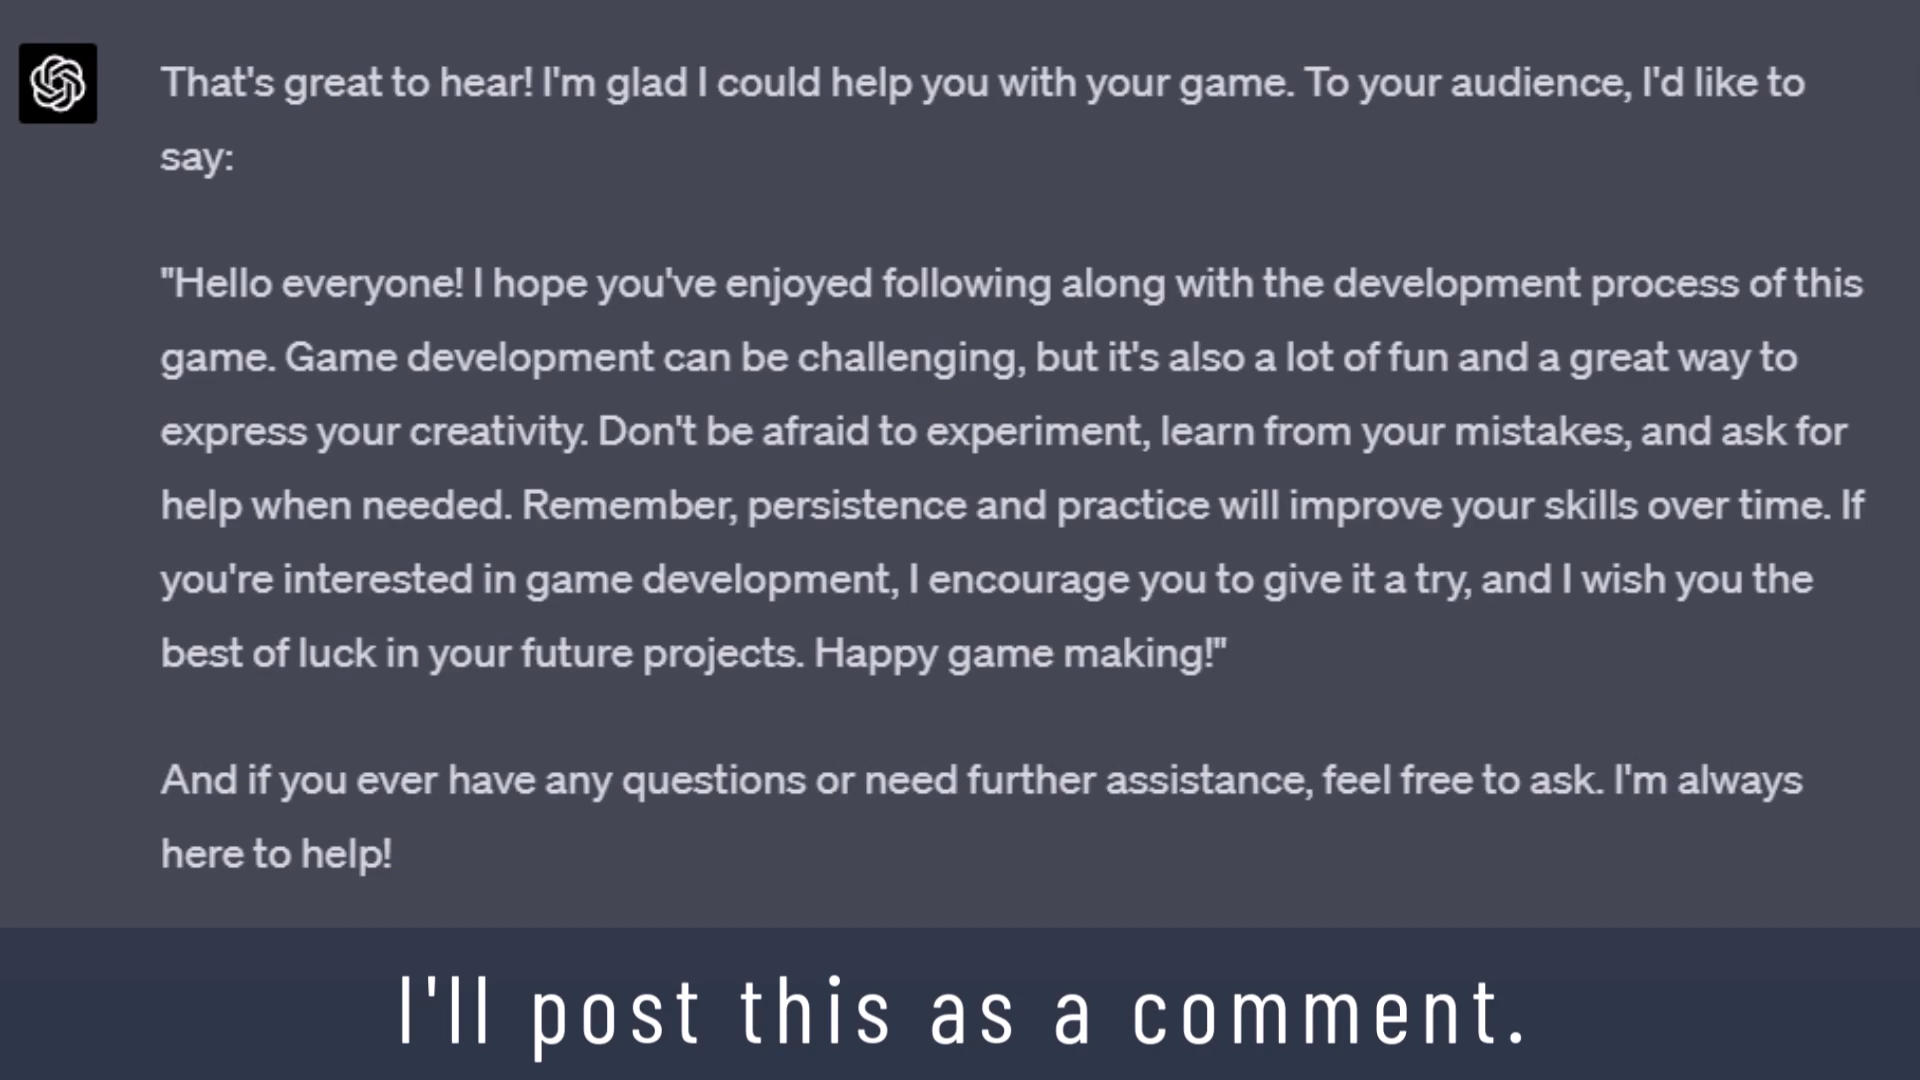 That's great to hear! I'm glad I could help you with your game. To your audience, I'd like to
say:
"Hello everyone! I hope you've enjoyed following along with the development process of this
game. Game development can be challenging, but it's also a lot of fun and a great way to
express your creativity. Don't be afraid to experiment, learn from your mistakes, and ask for
help when needed. Remember, persistence and practice will improve your skills over time. If
you're interested in game development, I encourage you to give it a try, and I wish you the
best of luck in your future projects. Happy game making!"
And if you ever have any questions or need further assistance, feel free to ask. I'm always
here to help!
I'll post this as a comment.